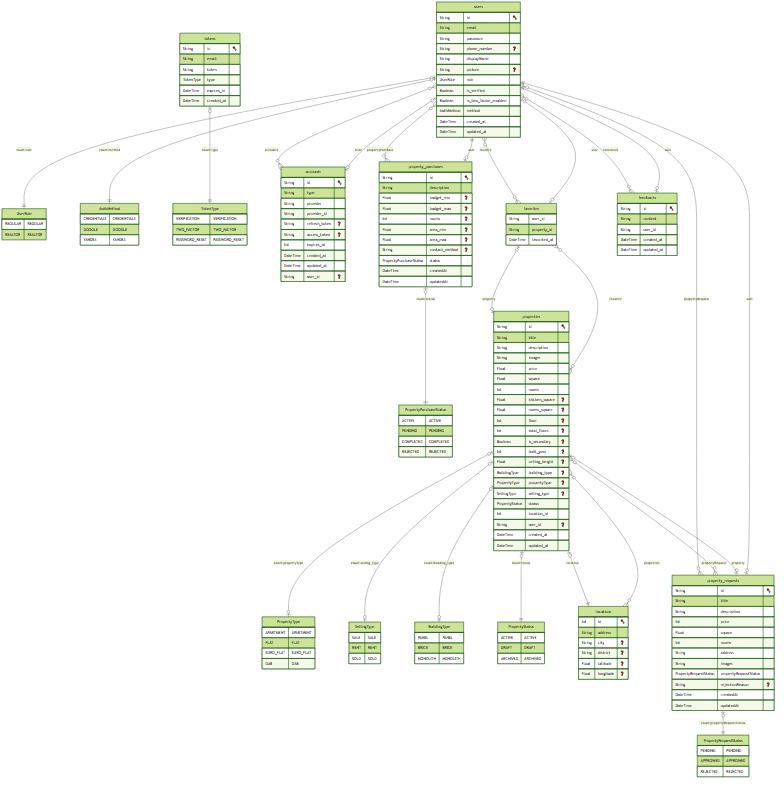 users
String id
String email
String password
String phone_number ?
String displayName
String picture ?
UserRole role
Boolean is_verified
Boolean is_two_factor_enabled
AuthMethod method
DateTime created_at
DateTime updated_at
tokens
String id
String email
String token
TokenType type
DateTime expires_in
DateTime created_at
enum:role
enum:method
enum:type
accounts
user
user
favorites
user
user
user
UserRole
REGULAR REGULAR
REALTOR REALTOR
AuthMethod
CREDENTIALS CREDENTIALS
GOOGLE GOOGLE
YANDEX YANDEX
TokenType
VERIFICATION VERIFICATION
TWO_FACTOR TWO_FACTOR
PASSWORD_RESET PASSWORD_RESET
accounts
String id
String type
String provider
String provider_id
String refresh_token ?
String access_token ?
Int expires_at
DateTime created_at
DateTime updated_at
String user_id ?
property_purchases
String id
String description
Float budget_min ?
Float budget_max ?
Int rooms ?
Float area_min ?
Float area_max ?
String contact_method ?
PropertyPurchaseStatus status
DateTime createdAt
DateTime updatedAt
favorites
String user_id
String property_id
DateTime favorited_at
feedbacks
String id
String content
String user_id
DateTime created_at
DateTime updated_at
enum:status
property
favorites
propertyRequests
user
properties
String id
String title
String description
String images
Float price
Float square
Int rooms
Float kitchen_square ?
Float rooms_square ?
Int floor ?
Int total_floors ?
Boolean is_secondary ?
Int built_year ?
Float ceiling_height ?
BuildingType building_type ?
PropertyType propertyType ?
SellingType selling_type ?
PropertyStatus status
Int location_id
String user_id ?
DateTime created_at
DateTime updated_at
PropertyPurchaseStatus
ACTIVE ACTIVE
PENDING PENDING
COMPLETED COMPLETED
REJECTED REJECTED
enum:propertyType
enum:selling_type
enum:building_type
enum:status
location
properties
propertyRequests
property
PropertyType
APARTMENT APARTMENT
FLAT FLAT
EURO_FLAT EURO_FLAT
SellingType
SALE SALE
RENT RENT
SOLD SOLD
BuildingType
PANEL PANEL
BRICK BRICK
MONOLITH MONOLITH
PropertyStatus
ACTIVE ACTIVE
DRAFT DRAFT
ARCHIVED ARCHIVED
location
Int id
String address
String city ?
String district ?
Float latitude ?
Float longitude ?
property_requests
String id
String title
String description
Int price
Float square
Int rooms
String address
String images
PropertyRequestStatus propertyRequestStatus
String rejectionReason ?
DateTime createdAt
DateTime updatedAt
enum:propertyRequestStatus
PropertyRequestStatus
PENDING PENDING
APPROVED APPROVED
REJECTED REJECTED